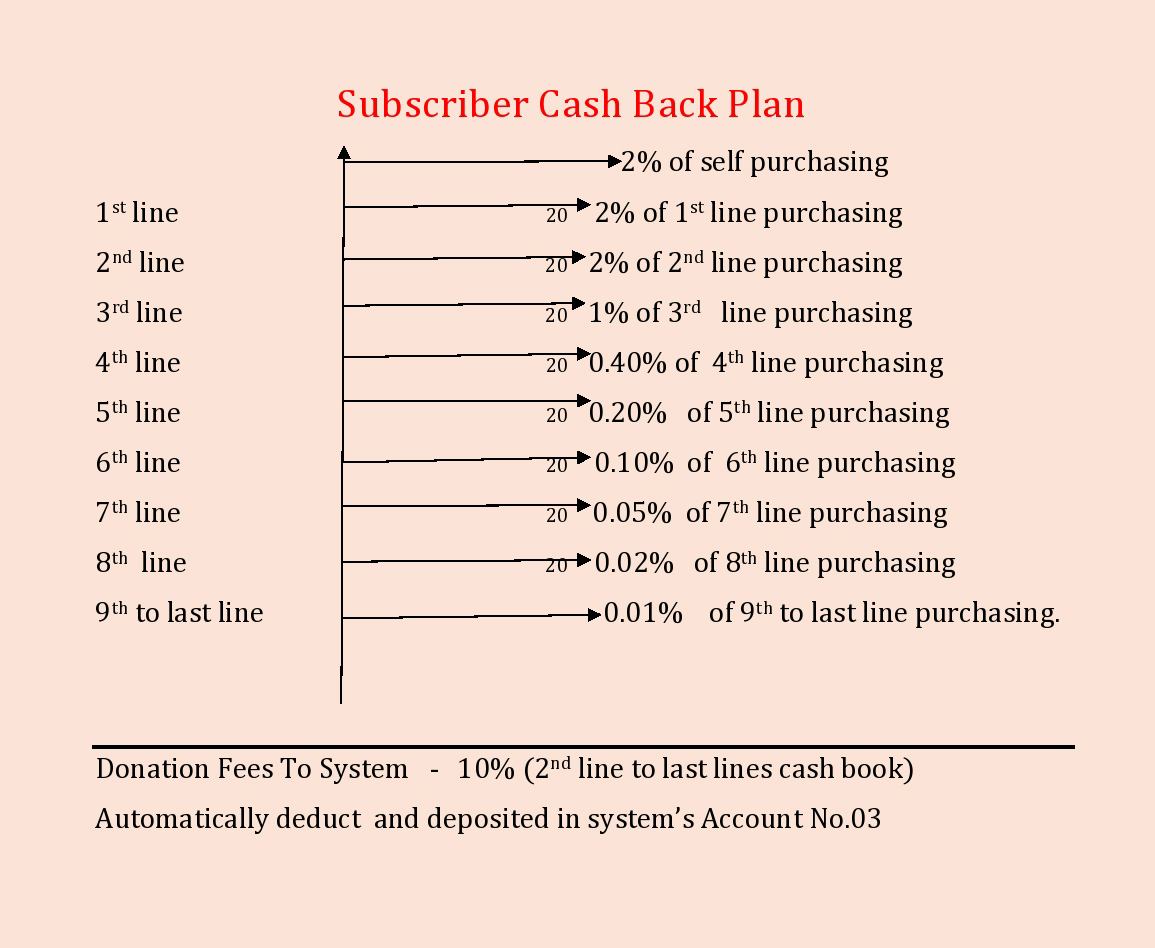 Subscriber Cash Back Plan
2% of self purchasing
1st line 20 2% of 1st line purchasing
2nd line 20 2% of 2nd line purchasing
3rd line 20 1% of 3rd line purchasing
4th line 20 0.40% of 4th line purchasing
5th line 20 0.20% of 5th line purchasing
6th line 20 0.10% of 6th line purchasing
7th line 20 0.05% of 7th line purchasing
8th line 20 0.02% of 8th line purchasing
9th to last line 0.01% of 9th to last line purchasing.
Donation Fees To System - 10% (2nd line to last lines cash book)
Automatically deduct and deposited in system’s Account No.03